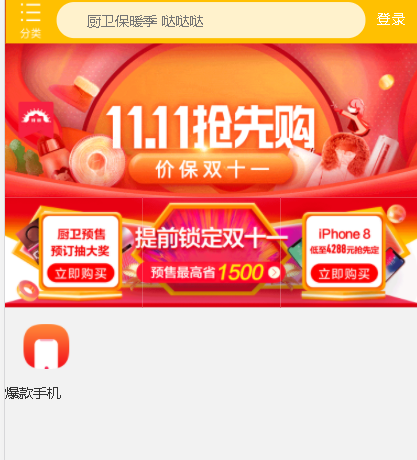 分类
厨卫保暖季 哒哒哒
登录
11.11抢先购
价保双十一
厨卫预售
预订抽大奖
立即购买
提前锁定双十一
预售最高省1500
iPhone 8
低至4288元抢先定
立即购买
爆款手机